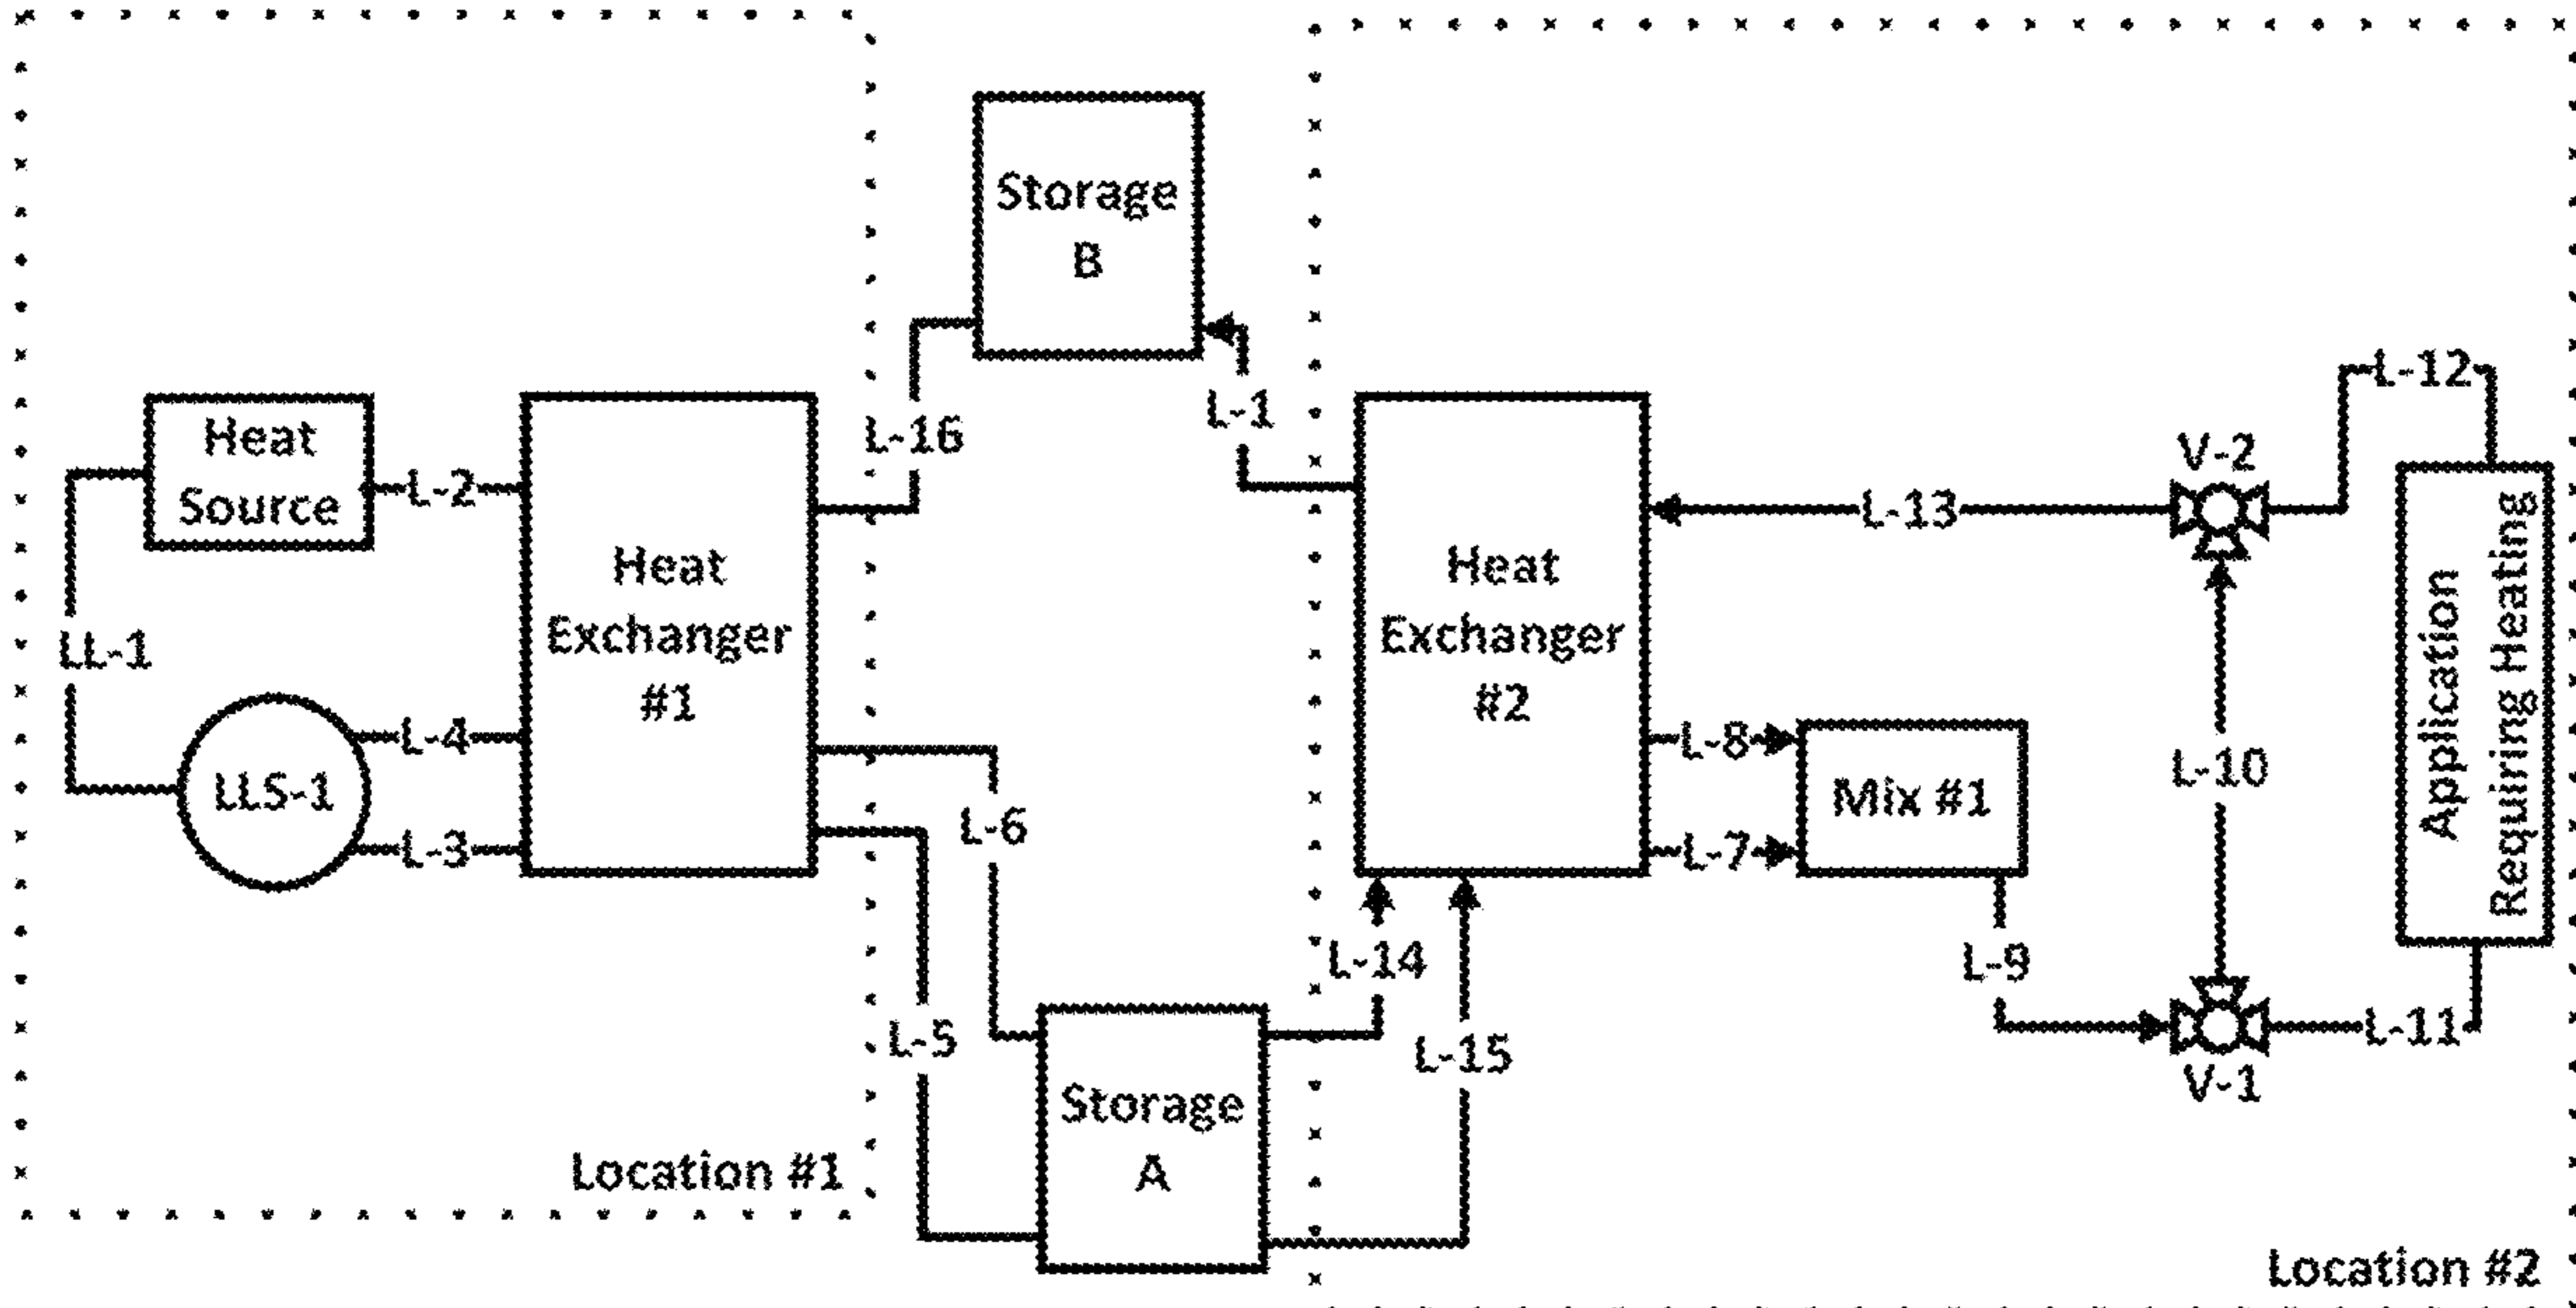 Storage
B
L-12
L-1
L-16
Heat
Source
L-2
V-2
L-13
Heat
Exchanger
#1
Heat
Exchanger
#2
Application
Requiring Heating
LL-1
L-4
LLS-1
L-3
L-8
Mix #1
L-7
L-10
L-6
L-14
L-9
L-5
L-15
L-11
V-1
Storage
A
Location #1
Location #2